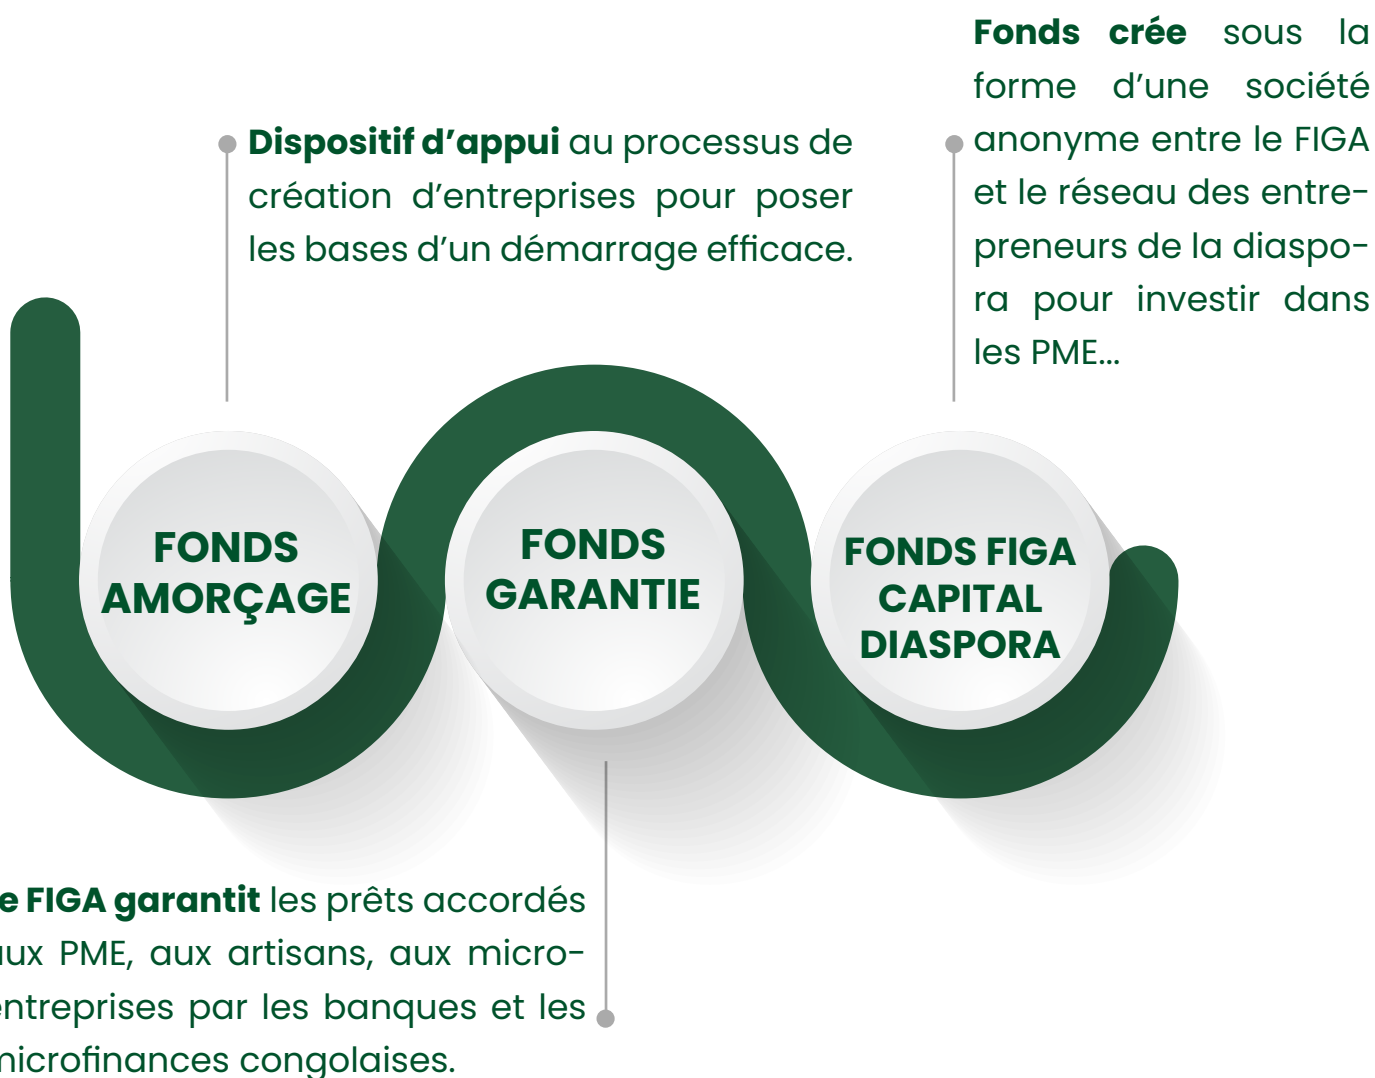 Fonds crée sous la
forme d’une société
anonyme entre le FIGA
et le réseau des entre-
preneurs de la diaspo-
ra pour investir dans
les PME...
Dispositif d’appui au processus de
création d’entreprises pour poser
les bases d’un démarrage efficace.
FONDS
AMORÇAGE
FONDS
GARANTIE
FONDS FIGA
CAPITAL
DIASPORA
e FIGA garantit les prêts accordés
aux PME, aux artisans, aux micro-
entreprises par les banques et les
microfinances congolaises.